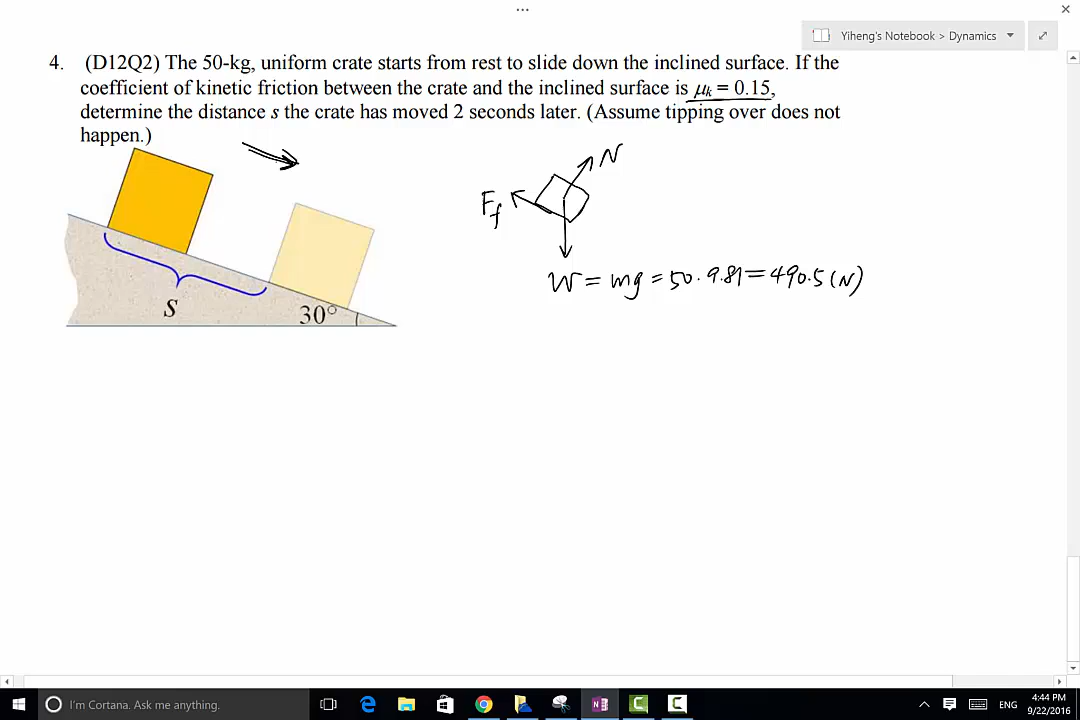 ...
Yiheng's Notebook > Dynamics
4. (D12Q2) The 50-kg, uniform crate starts from rest to slide down the inclined surface. If the
coefficient of kinetic friction between the crate and the inclined surface is μk = 0.15,
determine the distance s the crate has moved 2 seconds later. (Assume tipping over does not
happen.)
N
Ff
W = mg = 50 · 9.81 = 490.5 (N)
S
30°
I'm Cortana. Ask me anything.
ENG
4:44 PM
9/22/2016